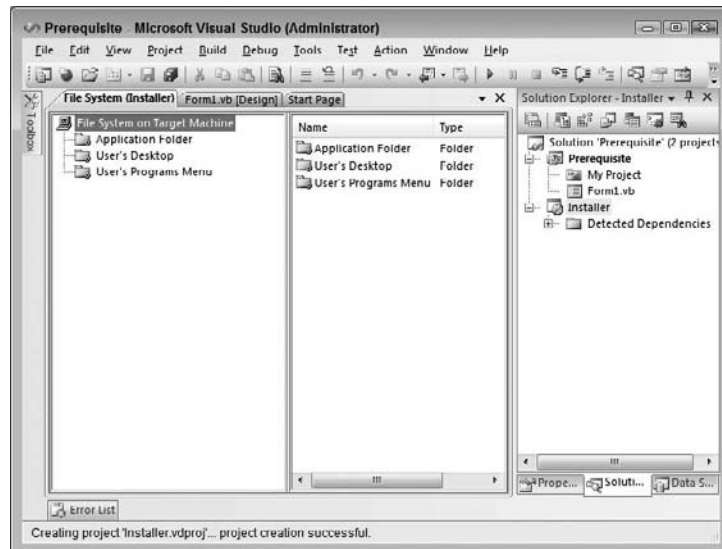 Prerequisite - Microsoft Visual Studio (Administrator)
File Edit View Project Build Debug Tools Test Action Window Help
Toolbox
File System (Installer) Form1.vb [Design] Start Page
File System on Target Machine
Application Folder
User's Desktop
User's Programs Menu
Name Type
Application Folder Folder
User's Desktop Folder
User's Programs Menu Folder
Solution Explorer - Installer
Solution 'Prerequisite' (2 projects
Prerequisite
My Project
Form1.vb
Installer
Detected Dependencies
Prope... Soluti... Data S...
Error List
Creating project 'Installer.vdproj'... project creation successful.